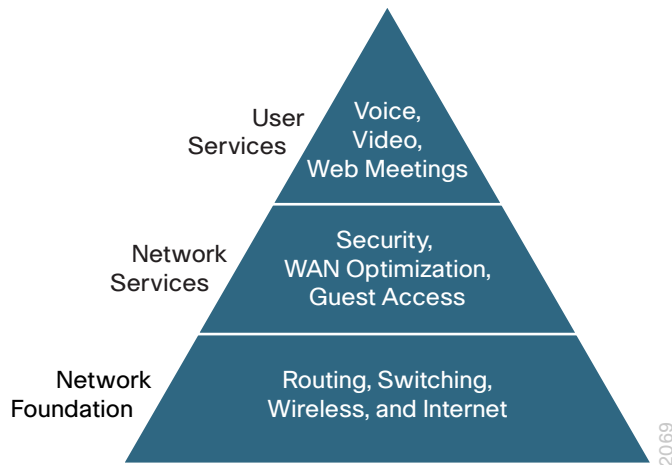 User
Services
Voice,
Video,
Web Meetings
Network
Services
Security,
WAN Optimization,
Guest Access
Network
Foundation
Routing, Switching,
Wireless, and Internet
2069